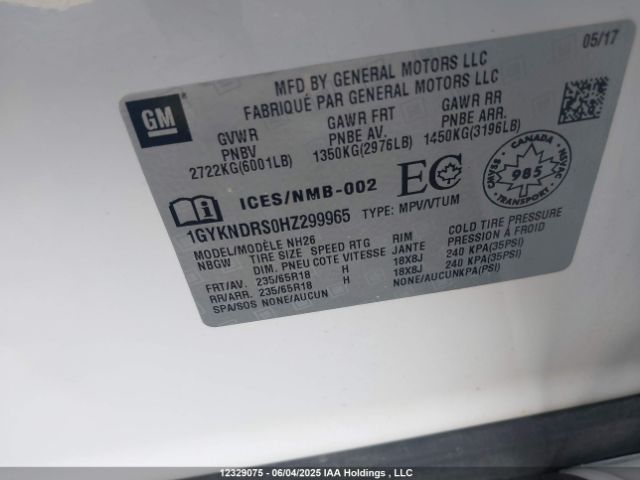 05/17
MFD BY GENERAL MOTORS LLC
FABRIQUÉ PAR GENERAL MOTORS LLC
GM
GVWR GAWR FRT GAWR RR
PNBV PNBE AV. PNBE ARR.
2722KG(6001LB) 1350KG(2976LB) 1450KG(3196LB)
ICES/NMB-002 EC
CANADA
CMVSS 985 NSVAC
TRANSPORT
1GYKNDRS0HZ299965 TYPE: MPV/VTUM
MODEL/MODÈLE NH26
NBGW TIRE SIZE SPEED RTG RIM COLD TIRE PRESSURE
DIM. PNEU COTE VITESSE JANTE PRESSION À FROID
FRT/AV. 235/65R18 H 18X8J 240 KPA(35PSI)
RR/ARR. 235/65R18 H 18X8J 240 KPA(35PSI)
SPA/SOS NONE/AUCUN NONE/AUCUNKPA(PSI)
12329075 - 06/04/2025 IAA Holdings , LLC